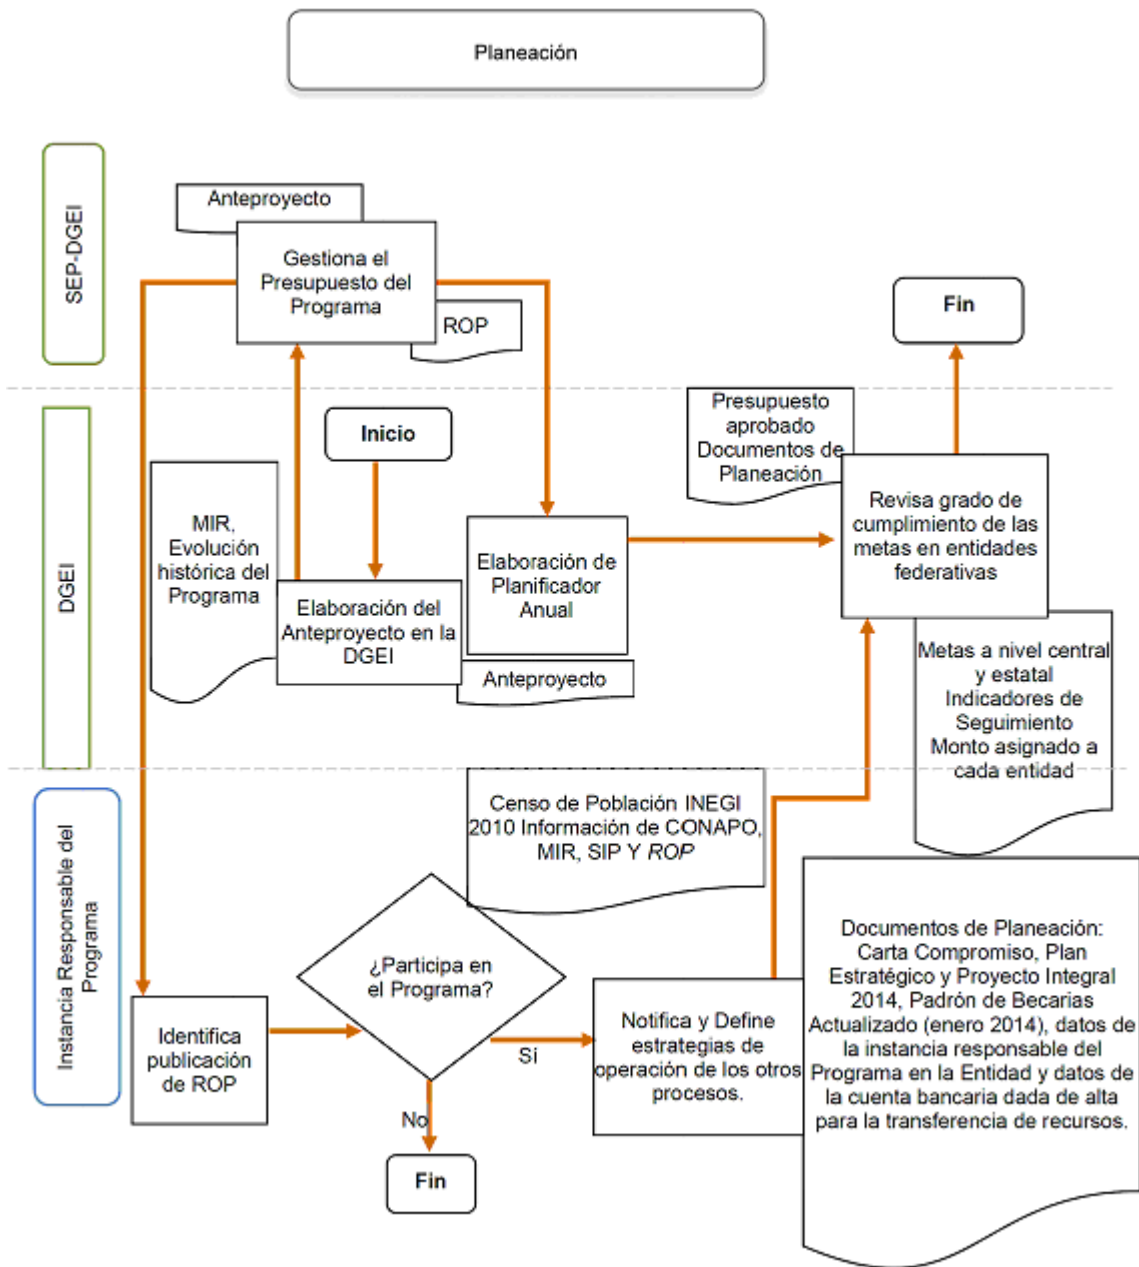 Planeación
SEP-DGEI
Anteproyecto
Gestiona el
Presupuesto del
Programa
ROP
Fin
DGEI
Inicio
MIR,
Evolución
histórica del
Programa
Elaboración del
Anteproyecto en la
DGEI
Anteproyecto
Elaboración de
Planificador
Anual
Presupuesto
aprobado
Documentos de
Planeación
Revisa grado de
cumplimiento de las
metas en entidades
federativas
Metas a nivel central
y estatal
Indicadores de
Seguimiento
Monto asignado a
cada entidad
Instancia Responsable del
Programa
Identifica
publicación
de ROP
¿Participa en
el Programa?
Censo de Población INEGI
2010 Información de CONAPO,
MIR, SIP Y ROP
Sí
No
Fin
Notifica y Define
estrategias de
operación de los otros
procesos.
Documentos de Planeación:
Carta Compromiso, Plan
Estratégico y Proyecto Integral
2014, Padrón de Becarias
Actualizado (enero 2014), datos de
la instancia responsable del
Programa en la Entidad y datos de
la cuenta bancaria dada de alta
para la transferencia de recursos.